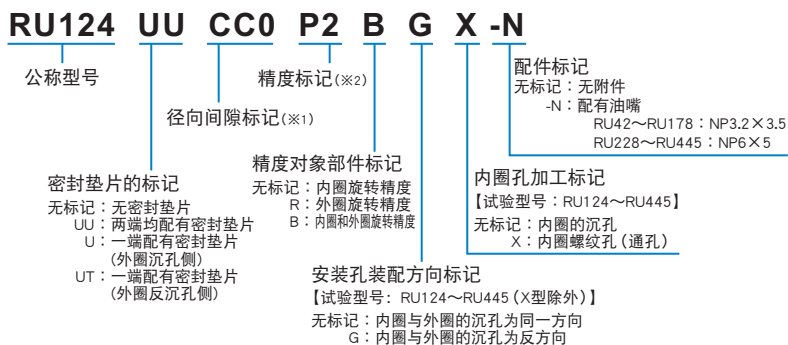 RU124 UU CC0 P2 B G X -N
公称型号
密封垫片的标记
无标记：无密封垫片
UU：两端均配有密封垫片
U：一端配有密封垫片
(外圈沉孔侧)
UT：一端配有密封垫片
(外圈反沉孔侧)
径向间隙标记(※1)
精度标记(※2)
精度对象部件标记
无标记：内圈旋转精度
R：外圈旋转精度
B：内圈和外圈旋转精度
安装孔装配方向标记
【试验型号：RU124～RU445（X型除外）】
无标记：内圈与外圈的沉孔为同一方向
G：内圈与外圈的沉孔为反方向
内圈孔加工标记
【试验型号：RU124～RU445】
无标记：内圈的沉孔
X：内圈螺纹孔（通孔）
配件标记
无标记：无附件
-N：配有油嘴
RU42～RU178：NP3.2×3.5
RU228～RU445：NP6×5